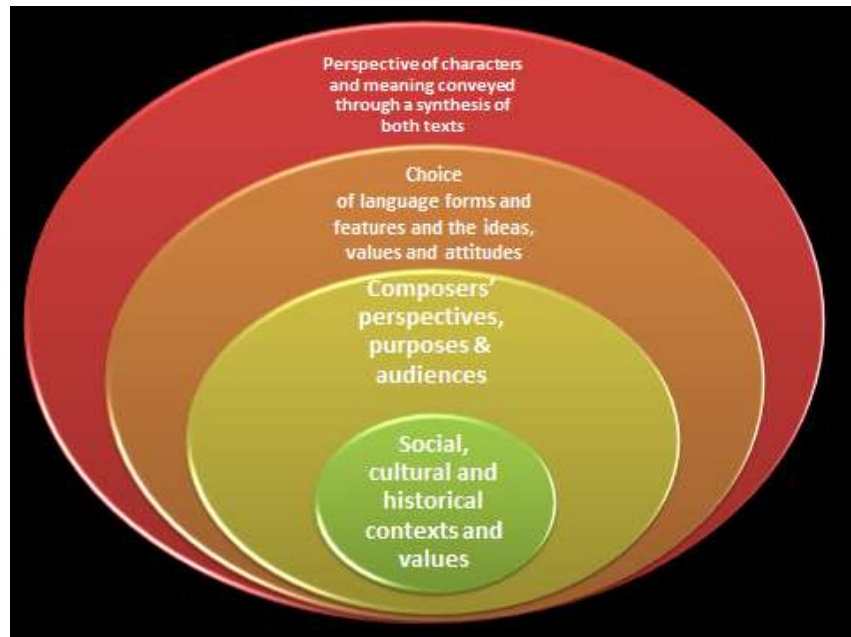 Perspective of characters
and meaning conveyed
through a synthesis of
both texts
Choice
of language forms and
features and the ideas,
values and attitudes
Composers'
perspectives,
purposes &
audiences
Social,
cultural and
historical
contexts and
values